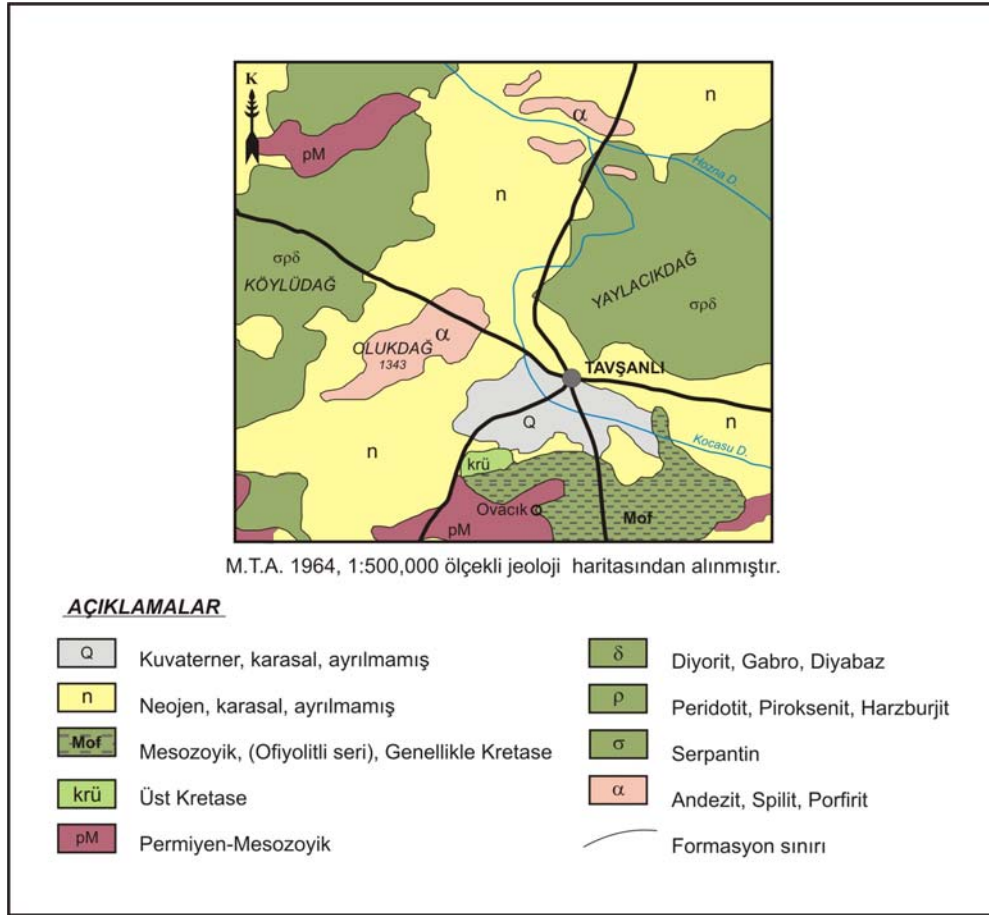 K
n
α
pM
Hozna D.
n
σρδ
KÖYLÜDAĞ
YAYLACIKDAĞ
σρδ
α
OLUKDAĞ
1343
TAVŞANLI
Q
n
n
Kocasu D.
krü
Ovacık
Mof
pM
M.T.A. 1964, 1:500,000 ölçekli jeoloji haritasından alınmıştır.
AÇIKLAMALAR
Q Kuvaterner, karasal, ayrılmamış
n Neojen, karasal, ayrılmamış
Mof Mesozoyik, (Ofiyolitli seri), Genellikle Kretase
krü Üst Kretase
pM Permiyen-Mesozoyik
δ Diyorit, Gabro, Diyabaz
ρ Peridotit, Piroksenit, Harzburjit
σ Serpantin
α Andezit, Spilit, Porfirit
Formasyon sınırı